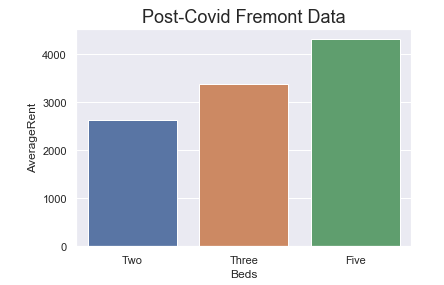 Post-Covid Fremont Data
4000
3000
2000
1000
0
AverageRent
Two Three Five
Beds